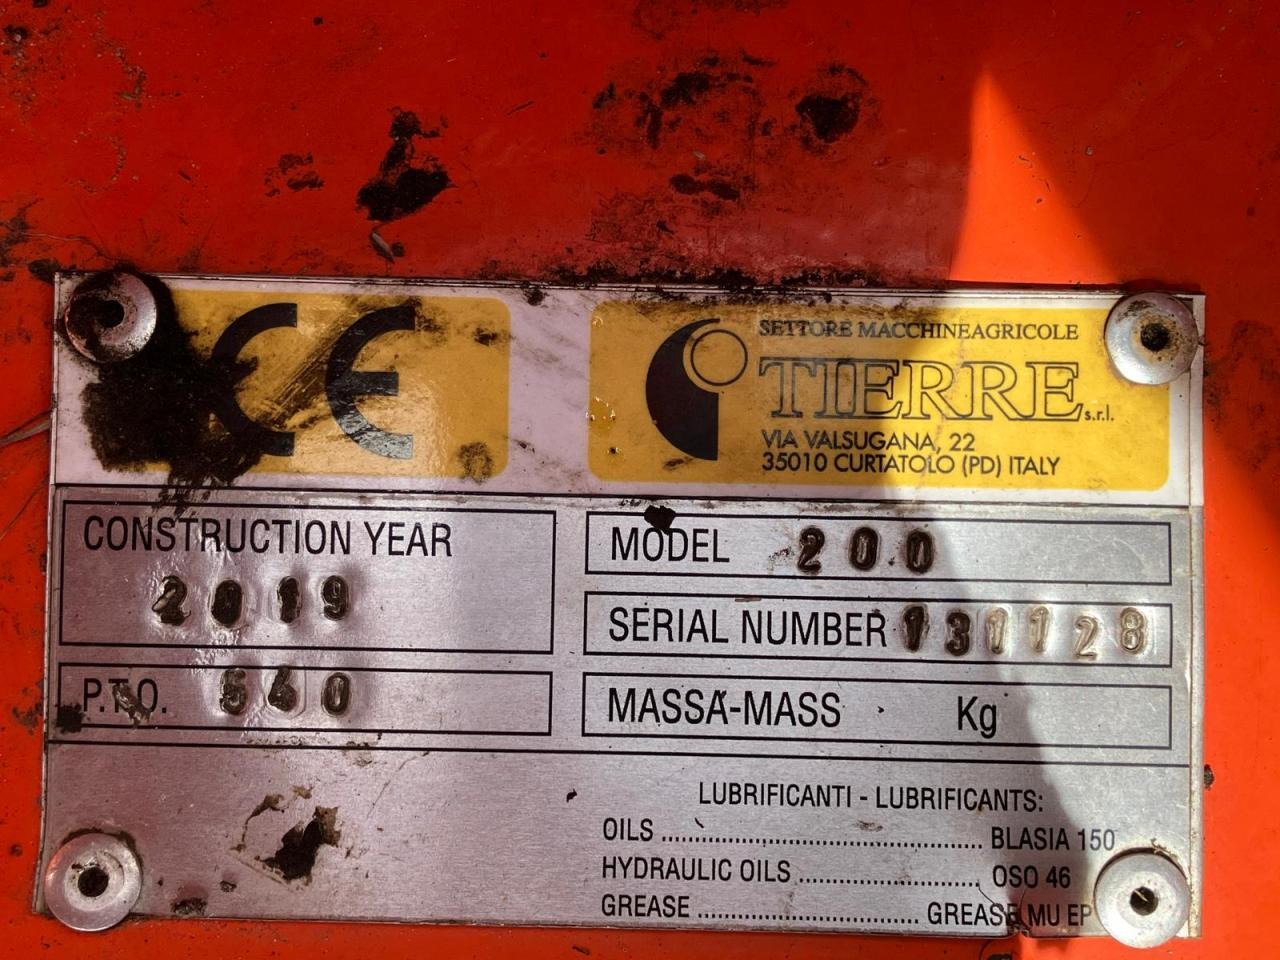 CE
SETTORE MACCHINEAGRICOLE
TIERRE s.r.l.
VIA VALSUGANA, 22
35010 CURTATOLO (PD) ITALY
CONSTRUCTION YEAR
2019
MODEL 200
SERIAL NUMBER 131128
P.T.O. 540
MASSA-MASS Kg
LUBRIFICANTI - LUBRIFICANTS:
OILS ........................................ BLASIA 150
HYDRAULIC OILS ...................... OSO 46
GREASE ........................... GREASE MU EP